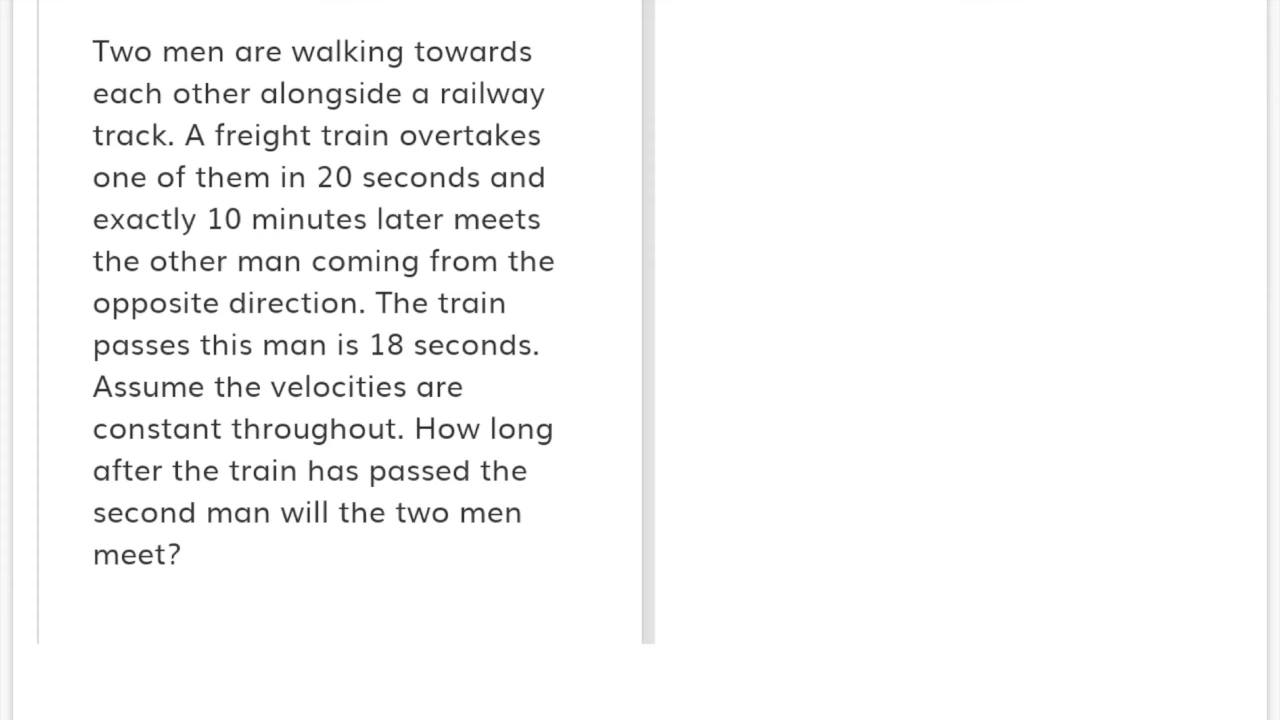 Two men are walking towards
each other alongside a railway
track. A freight train overtakes
one of them in 20 seconds and
exactly 10 minutes later meets
the other man coming from the
opposite direction. The train
passes this man is 18 seconds.
Assume the velocities are
constant throughout. How long
after the train has passed the
second man will the two men
meet?